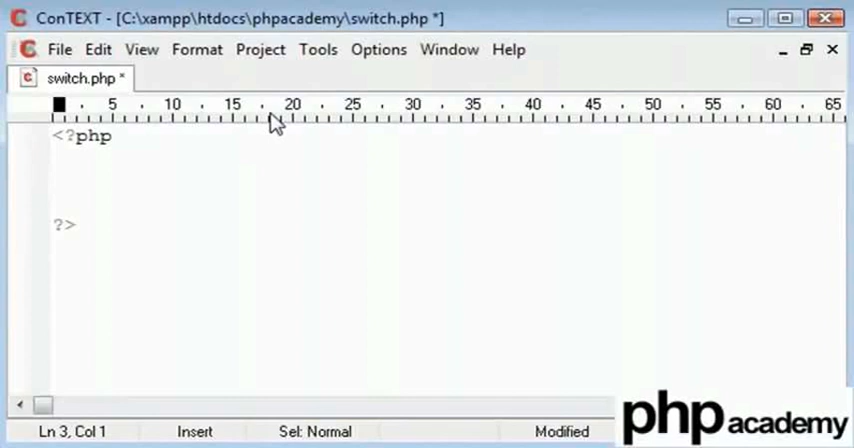 ConTEXT - [C:\xampp\htdocs\phpacademy\switch.php *]
File Edit View Format Project Tools Options Window Help
switch.php *
5 10 15 20 25 30 35 40 45 50 55 60 65
<?php
?>
Ln 3, Col 1 Insert Sel: Normal Modified
php academy